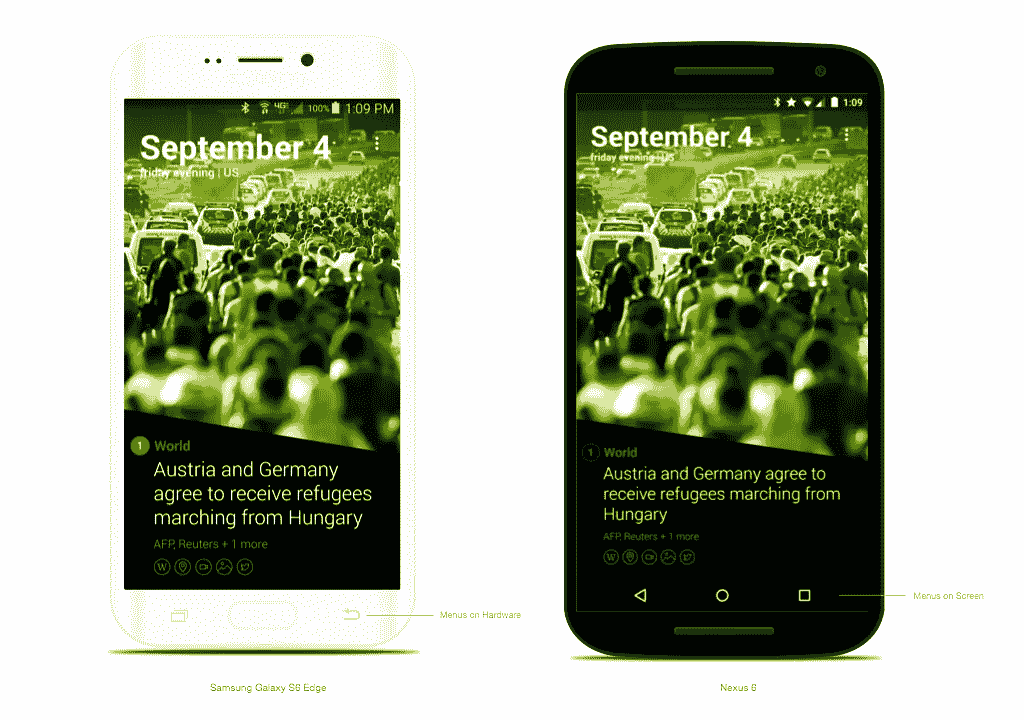 4G 100% 1:09 PM
September 4
friday evening | US
1 World
Austria and Germany
agree to receive refugees
marching from Hungary
AFP, Reuters + 1 more
W
Menus on Hardware
Samsung Galaxy S6 Edge
1:09
September 4
friday evening | US
1 World
Austria and Germany agree to
receive refugees marching from
Hungary
AFP, Reuters + 1 more
W
Menus on Screen
Nexus 6